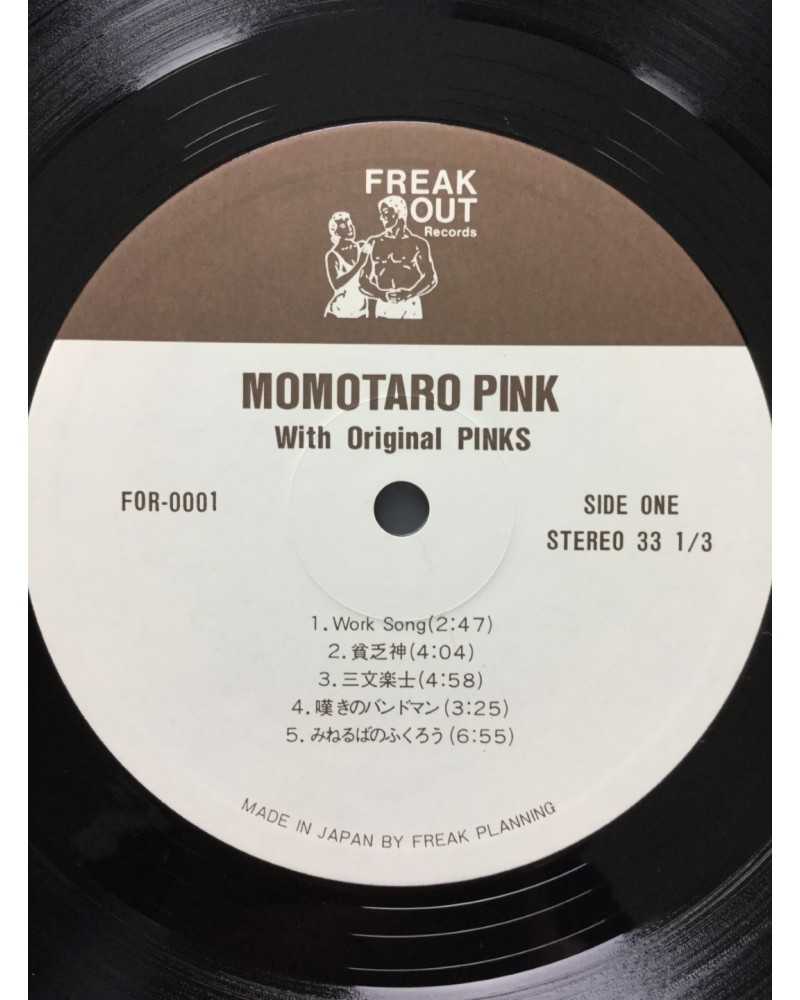 FREAK
OUT
Records
MOMOTARO PINK
With Original PINKS
FOR-0001
SIDE ONE
STEREO 33 1/3
1.Work Song(2:47)
2.貧乏神(4:04)
3.三文楽士(4:58)
4.嘆きのバンドマン(3:25)
5.みねるばのふくろう(6:55)
MADE IN JAPAN BY FREAK PLANNING